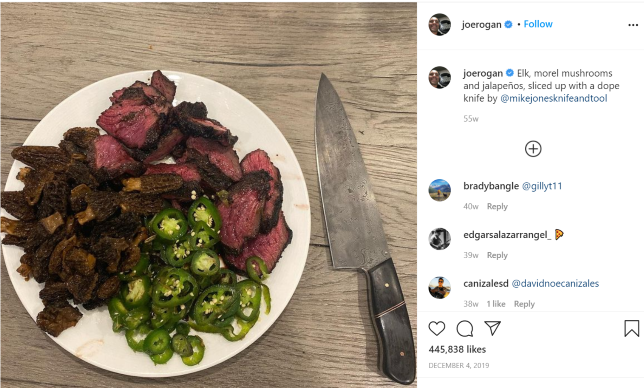 joerogan • Follow
joerogan Elk, morel mushrooms
and jalapeños, sliced up with a dope
knife by @mikejonesknifeandtool
55w
bradybangle @gillyt11
40w Reply
edgarsalazarrangel_ 🍕
39w Reply
canizalesd @davidnoecanizales
38w 1 like Reply
445,838 likes
DECEMBER 4, 2019